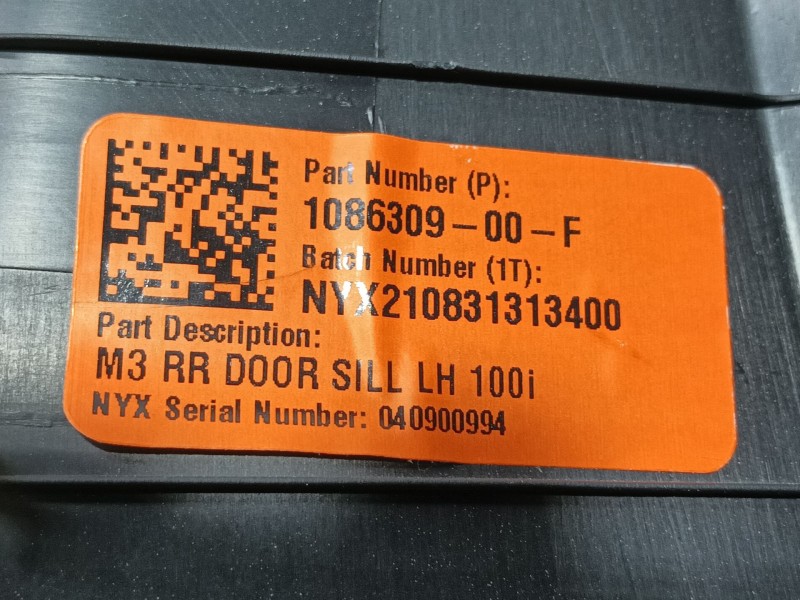 Part Number (P):
1086309-00-F
Batch Number (1T):
NYX210831313400
Part Description:
M3 RR DOOR SILL LH 100i
NYX Serial Number: 040900994